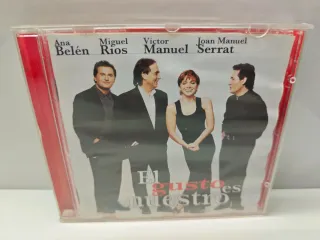 Ana Miguel Víctor Joan Manuel
Belén Ríos Manuel Serrat
El
gusto es
nuestro